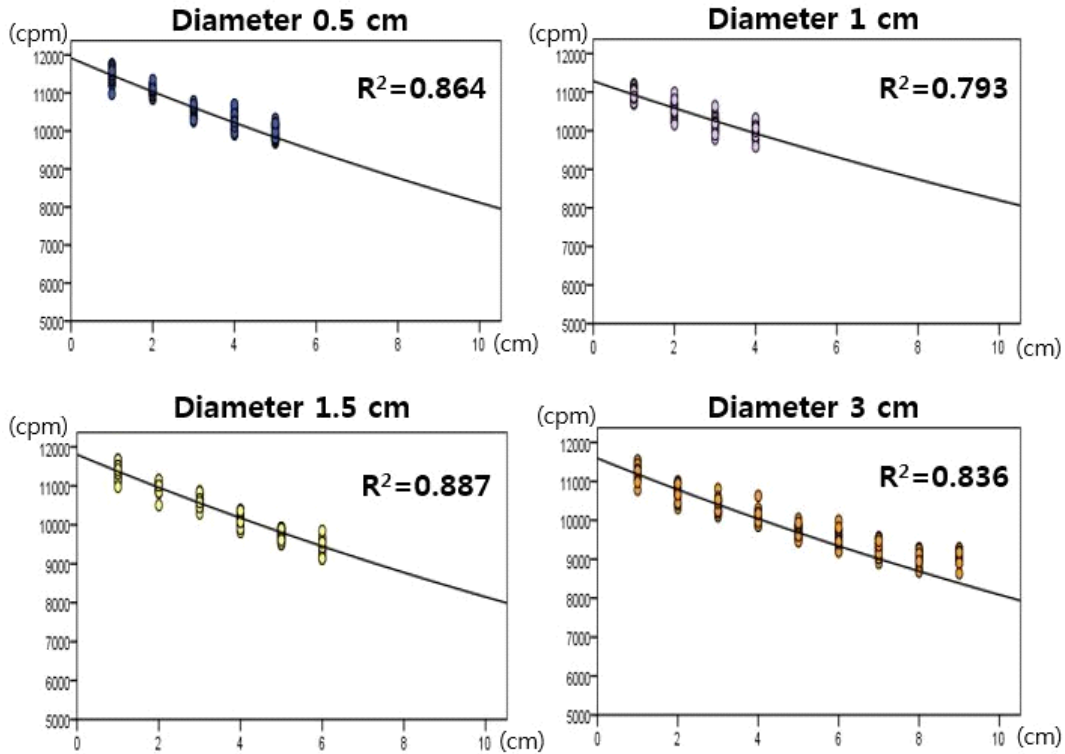 Diameter 0.5 cm
(cpm)
R²=0.864
12000
11000
10000
9000
8000
7000
6000
5000
0 2 4 6 8 10 (cm)
Diameter 1 cm
(cpm)
R²=0.793
12000
11000
10000
9000
8000
7000
6000
5000
0 2 4 6 8 10 (cm)
Diameter 1.5 cm
(cpm)
R²=0.887
12000
11000
10000
9000
8000
7000
6000
5000
0 2 4 6 8 10 (cm)
Diameter 3 cm
(cpm)
R²=0.836
12000
11000
10000
9000
8000
7000
6000
5000
0 2 4 6 8 10 (cm)